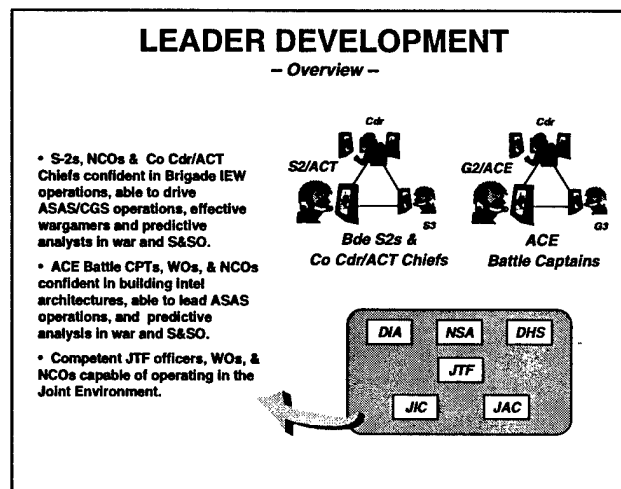 LEADER DEVELOPMENT
– Overview –
• S-2s, NCOs & Co Cdr/ACT
Chiefs confident in Brigade IEW
operations, able to drive
ASAS/CGS operations, effective
wargamers and predictive
analysts in war and S&SO.
• ACE Battle CPTs, WOs, & NCOs
confident in building intel
architectures, able to lead ASAS
operations, and predictive
analysis in war and S&SO.
• Competent JTF officers, WOs, &
NCOs capable of operating in the
Joint Environment.
Cdr
S2/ACT
S3
Bde S2s &
Co Cdr/ACT Chiefs
Cdr
G2/ACE
G3
ACE
Battle Captains
DIA
NSA
DHS
JTF
JIC
JAC